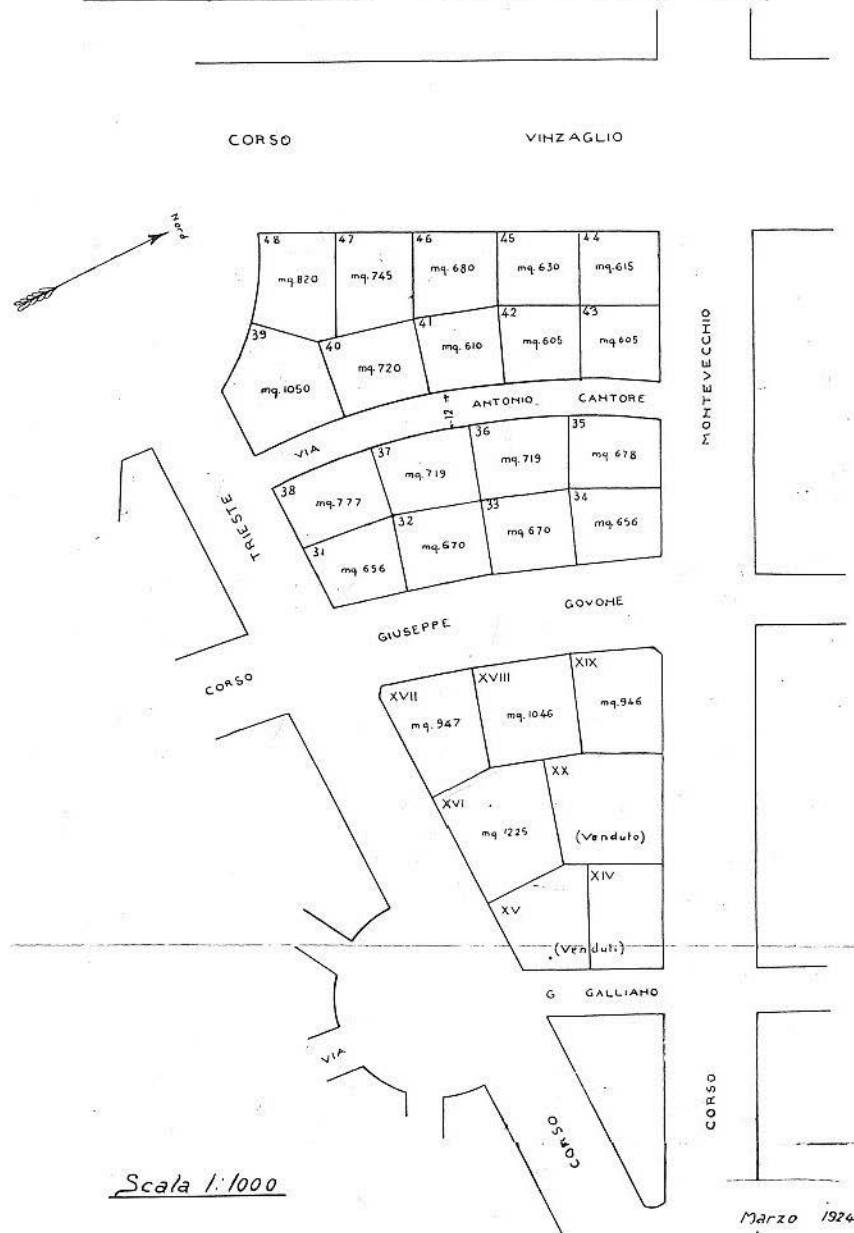 CORSO VINZAGLIO
Nord
48 47 46 45 44
mq. 820 mq. 745 mq. 680 mq. 630 mq. 615
39 40 41 42 43
mq. 1050 mq. 720 mq. 610 mq. 605 mq. 605
MONTEVECCHIO
VIA ANTONIO CANTORE
12
38 37 36 35
mq. 777 mq. 719 mq. 719 mq. 678
31 32 33 34
mq. 656 mq. 670 mq. 670 mq. 656
TRIESTE
CORSO GIUSEPPE GOVONE
XVII XVIII XIX
mq. 947 mq. 1046 mq. 946
XVI XX
mq 1225 (Venduto)
XV XIV
(Venduti)
VIA G GALLIANO
CORSO
CORSO
Scala 1:1000
Marzo 1924